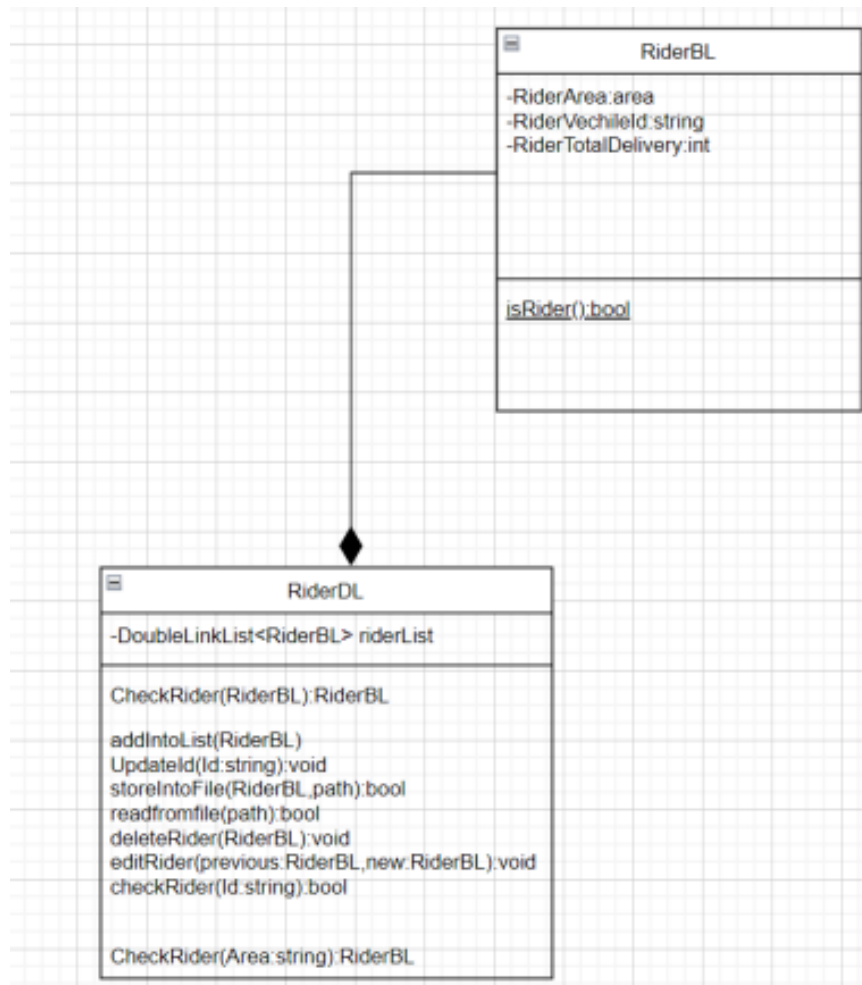 RiderBL
-RiderArea:area
-RiderVechileId:string
-RiderTotalDelivery:int
isRider():bool
RiderDL
-DoubleLinkList<RiderBL> riderList
CheckRider(RiderBL):RiderBL
addIntoList(RiderBL)
UpdateId(Id:string):void
storeIntoFile(RiderBL,path):bool
readfromfile(path):bool
deleteRider(RiderBL):void
editRider(previous:RiderBL,new:RiderBL):void
checkRider(Id:string):bool
CheckRider(Area:string):RiderBL